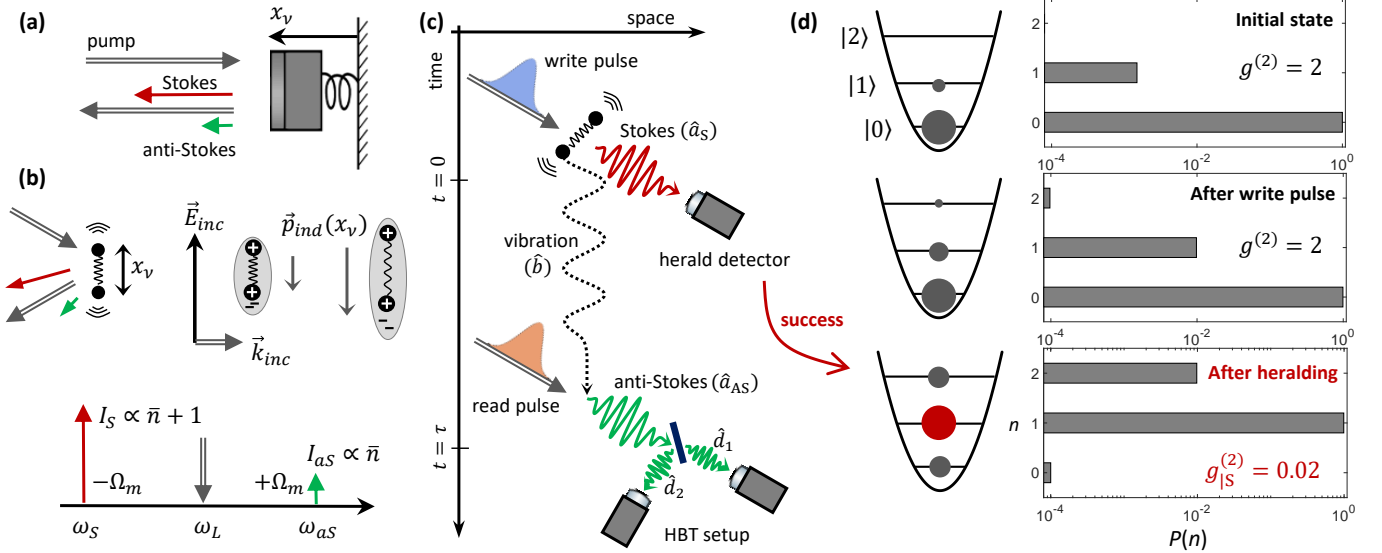 (a)
x_ν
pump
Stokes
anti-Stokes
(b)
x_ν
E⃗_inc
k⃗_inc
p⃗_ind(x_ν)
I_S ∝ n̄ + 1
I_aS ∝ n̄
−Ω_m
+Ω_m
ω_S
ω_L
ω_aS
(c)
space
time
write pulse
Stokes (â_S)
t = 0
vibration
(b̂)
herald detector
success
read pulse
anti-Stokes (â_AS)
t = τ
d̂_1
d̂_2
HBT setup
(d)
|2⟩
|1⟩
|0⟩
2
1
0
Initial state
g^(2) = 2
10^-4
10^-2
10^0
2
1
0
After write pulse
g^(2) = 2
10^-4
10^-2
10^0
n
2
1
0
After heralding
g_|S^(2) = 0.02
10^-4
10^-2
10^0
P(n)